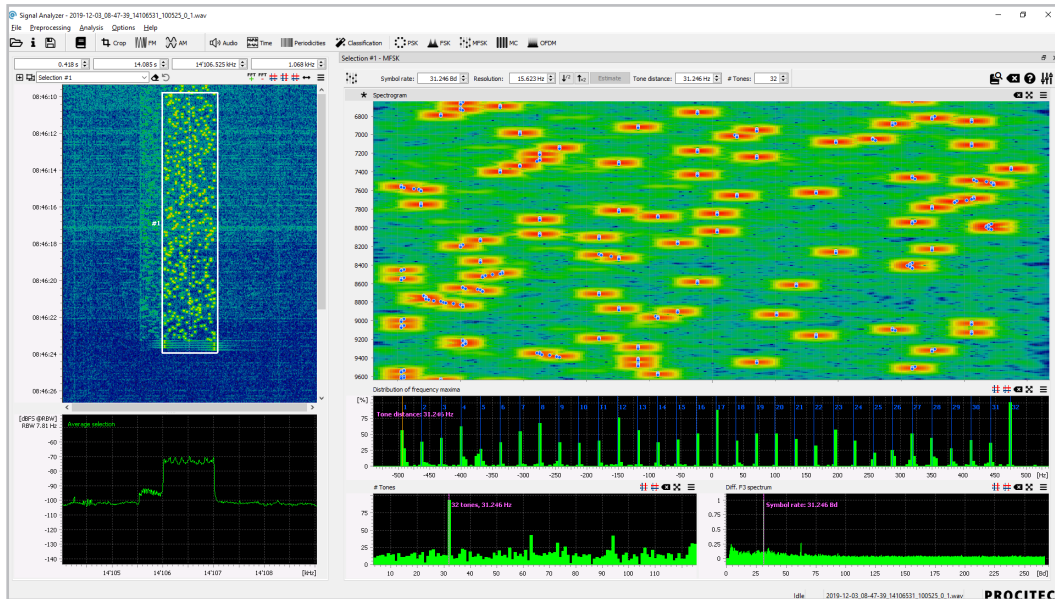 Signal Analyzer - 2019-12-03_08-47-39_14106531_100525_0_1.wav
File Preprocessing Analysis Options Help
Crop FM AM Audio Time Periodicities Classification PSK FSK MFSK MC OFDM
0.418 s 14.085 s 14'106.525 kHz 1.068 kHz
Selection #1
08:46:10
08:46:12
08:46:14
08:46:16
08:46:18
08:46:20
08:46:22
08:46:24
08:46:26
#1
[dBFS @RBW]
RBW 7.81 Hz
Average selection
-60
-70
-80
-90
-100
-110
-120
-130
-140
14'105 14'106 14'107 14'108 [kHz]
Selection #1 - MFSK
Symbol rate: 31.246 Bd Resolution: 15.623 Hz Estimate Tone distance: 31.246 Hz # Tones: 32
Spectrogram
6800
7000
7200
7400
7600
7800
8000
8200
8400
8600
8800
9000
9200
9400
9600
Distribution of frequency maxima
[%]
Tone distance: 31.246 Hz
2 3 4 5 6 7 8 9 10 11 12 13 14 15 16 17 18 19 20 21 22 23 24 25 26 27 28 29 30 31 32
75
50
25
0
-500 -450 -400 -350 -300 -250 -200 -150 -100 -50 0 50 100 150 200 250 300 350 400 450 500 [Hz]
# Tones
32 tones, 31.246 Hz
75
50
25
0
10 20 30 40 50 60 70 80 90 100 110
Diff. F3 spectrum
Symbol rate: 31.246 Bd
1
0.75
0.5
0.25
0
0 25 50 75 100 125 150 175 200 225 250 [Bd]
Idle 2019-12-03_08-47-39_14106531_100525_0_1.wav PROCITEC